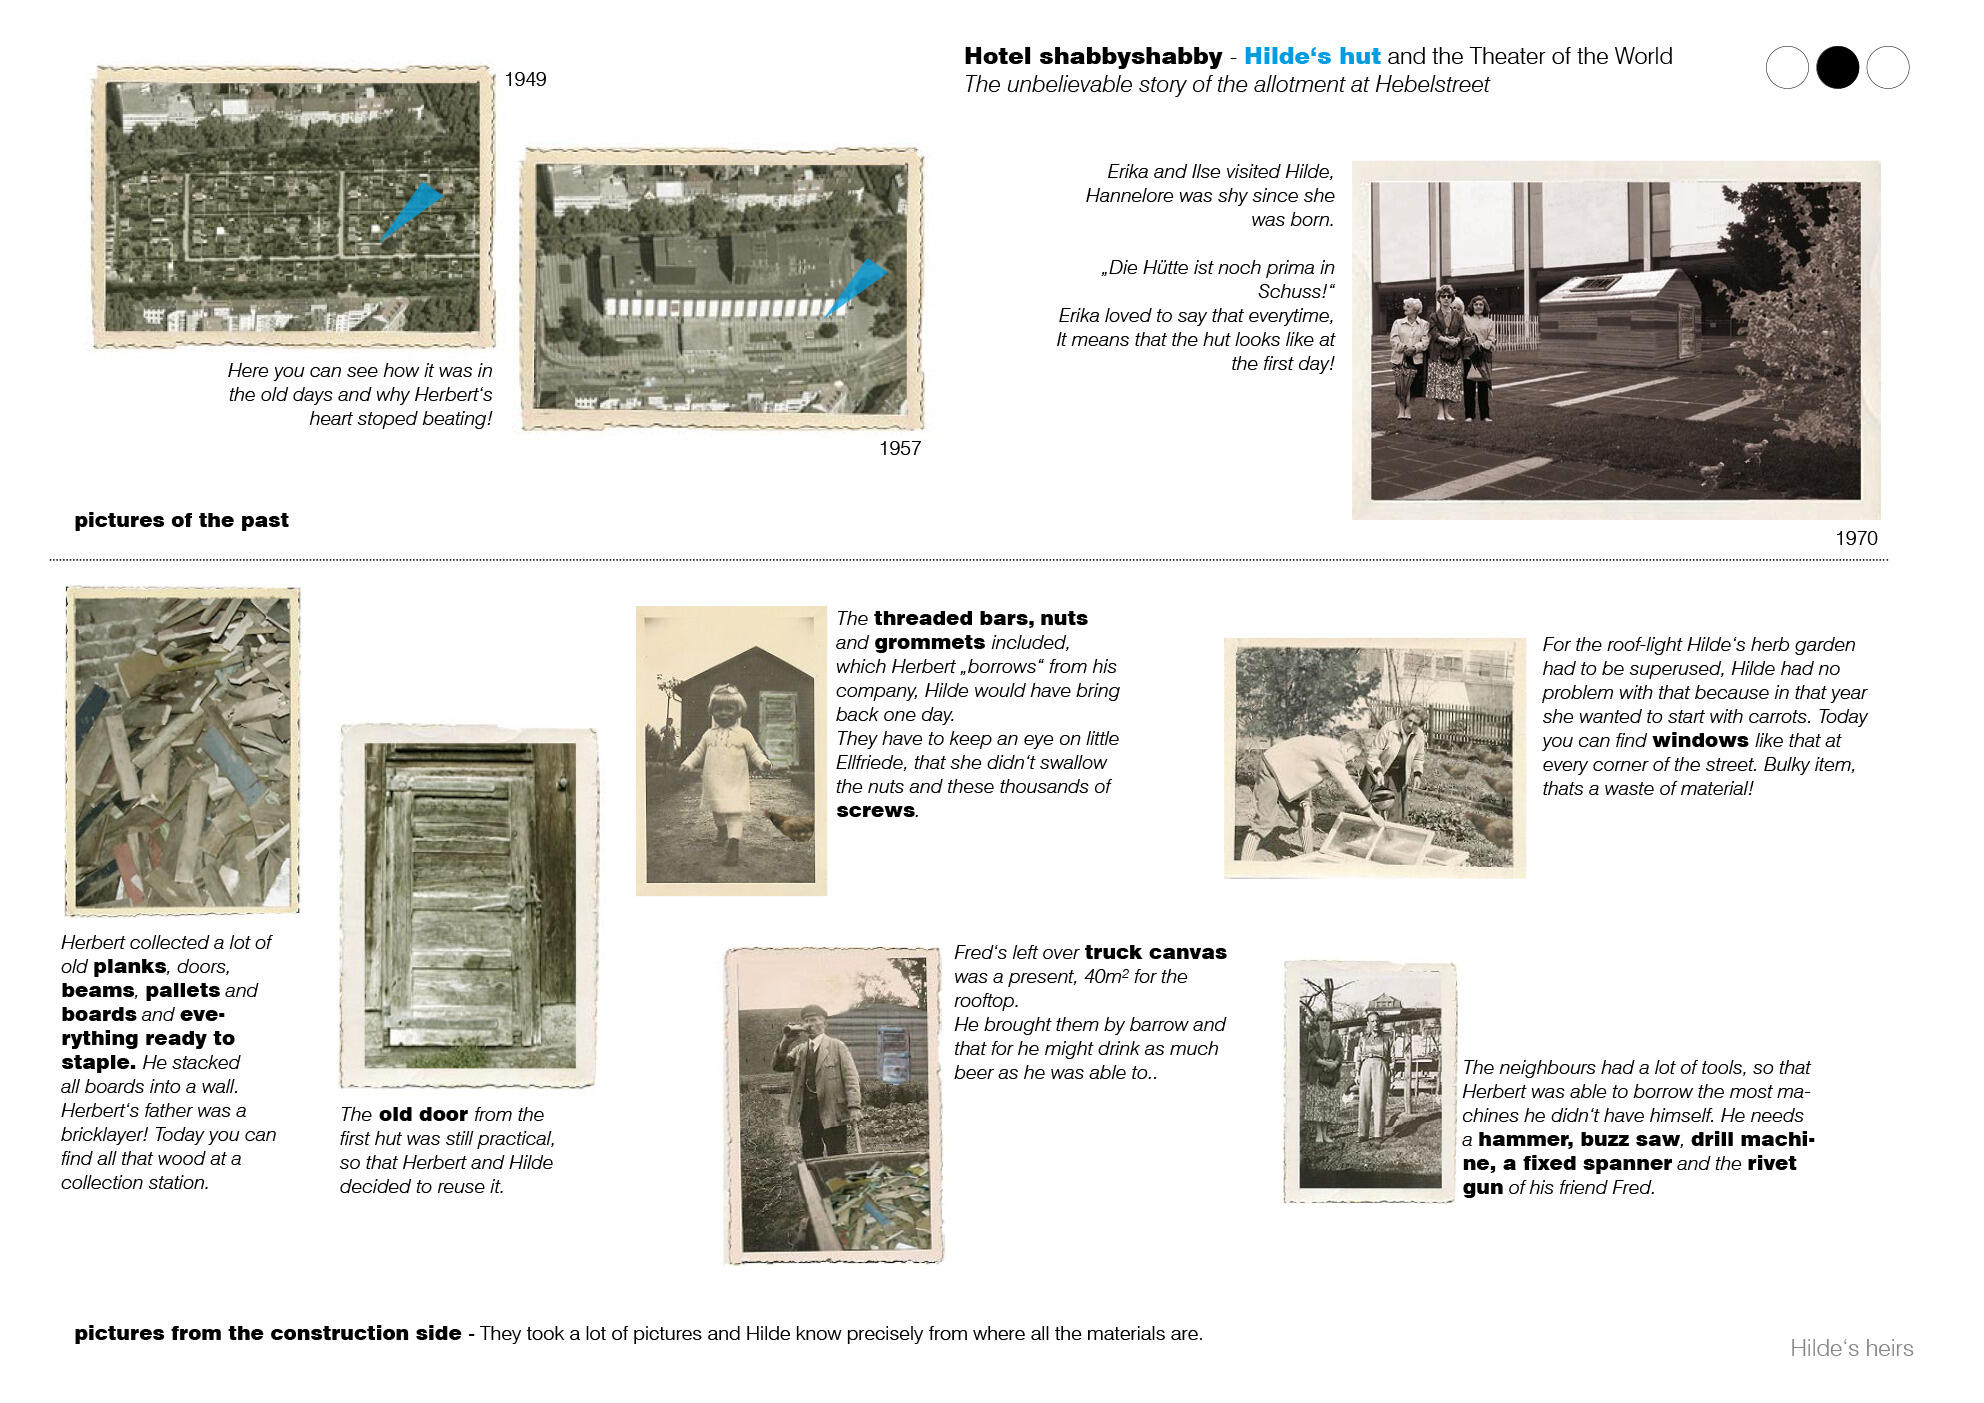 Hotel shabbyshabby - Hilde‘s hut and the Theater of the World
The unbelievable story of the allotment at Hebelstreet
1949
Here you can see how it was in
the old days and why Herbert‘s
heart stoped beating!
1957
Erika and Ilse visited Hilde,
Hannelore was shy since she
was born.
„Die Hütte ist noch prima in
Schuss!“
Erika loved to say that everytime,
It means that the hut looks like at
the first day!
1970
pictures of the past
Herbert collected a lot of
old planks, doors,
beams, pallets and
boards and eve-
rything ready to
staple. He stacked
all boards into a wall.
Herbert‘s father was a
bricklayer! Today you can
find all that wood at a
collection station.
The old door from the
first hut was still practical,
so that Herbert and Hilde
decided to reuse it.
The threaded bars, nuts
and grommets included,
which Herbert „borrows“ from his
company, Hilde would have bring
back one day.
They have to keep an eye on little
Ellfriede, that she didn‘t swallow
the nuts and these thousands of
screws.
Fred‘s left over truck canvas
was a present, 40m² for the
rooftop.
He brought them by barrow and
that for he might drink as much
beer as he was able to..
For the roof-light Hilde‘s herb garden
had to be superused, Hilde had no
problem with that because in that year
she wanted to start with carrots. Today
you can find windows like that at
every corner of the street. Bulky item,
thats a waste of material!
The neighbours had a lot of tools, so that
Herbert was able to borrow the most ma-
chines he didn‘t have himself. He needs
a hammer, buzz saw, drill machi-
ne, a fixed spanner and the rivet
gun of his friend Fred.
pictures from the construction side - They took a lot of pictures and Hilde know precisely from where all the materials are.
Hilde‘s heirs